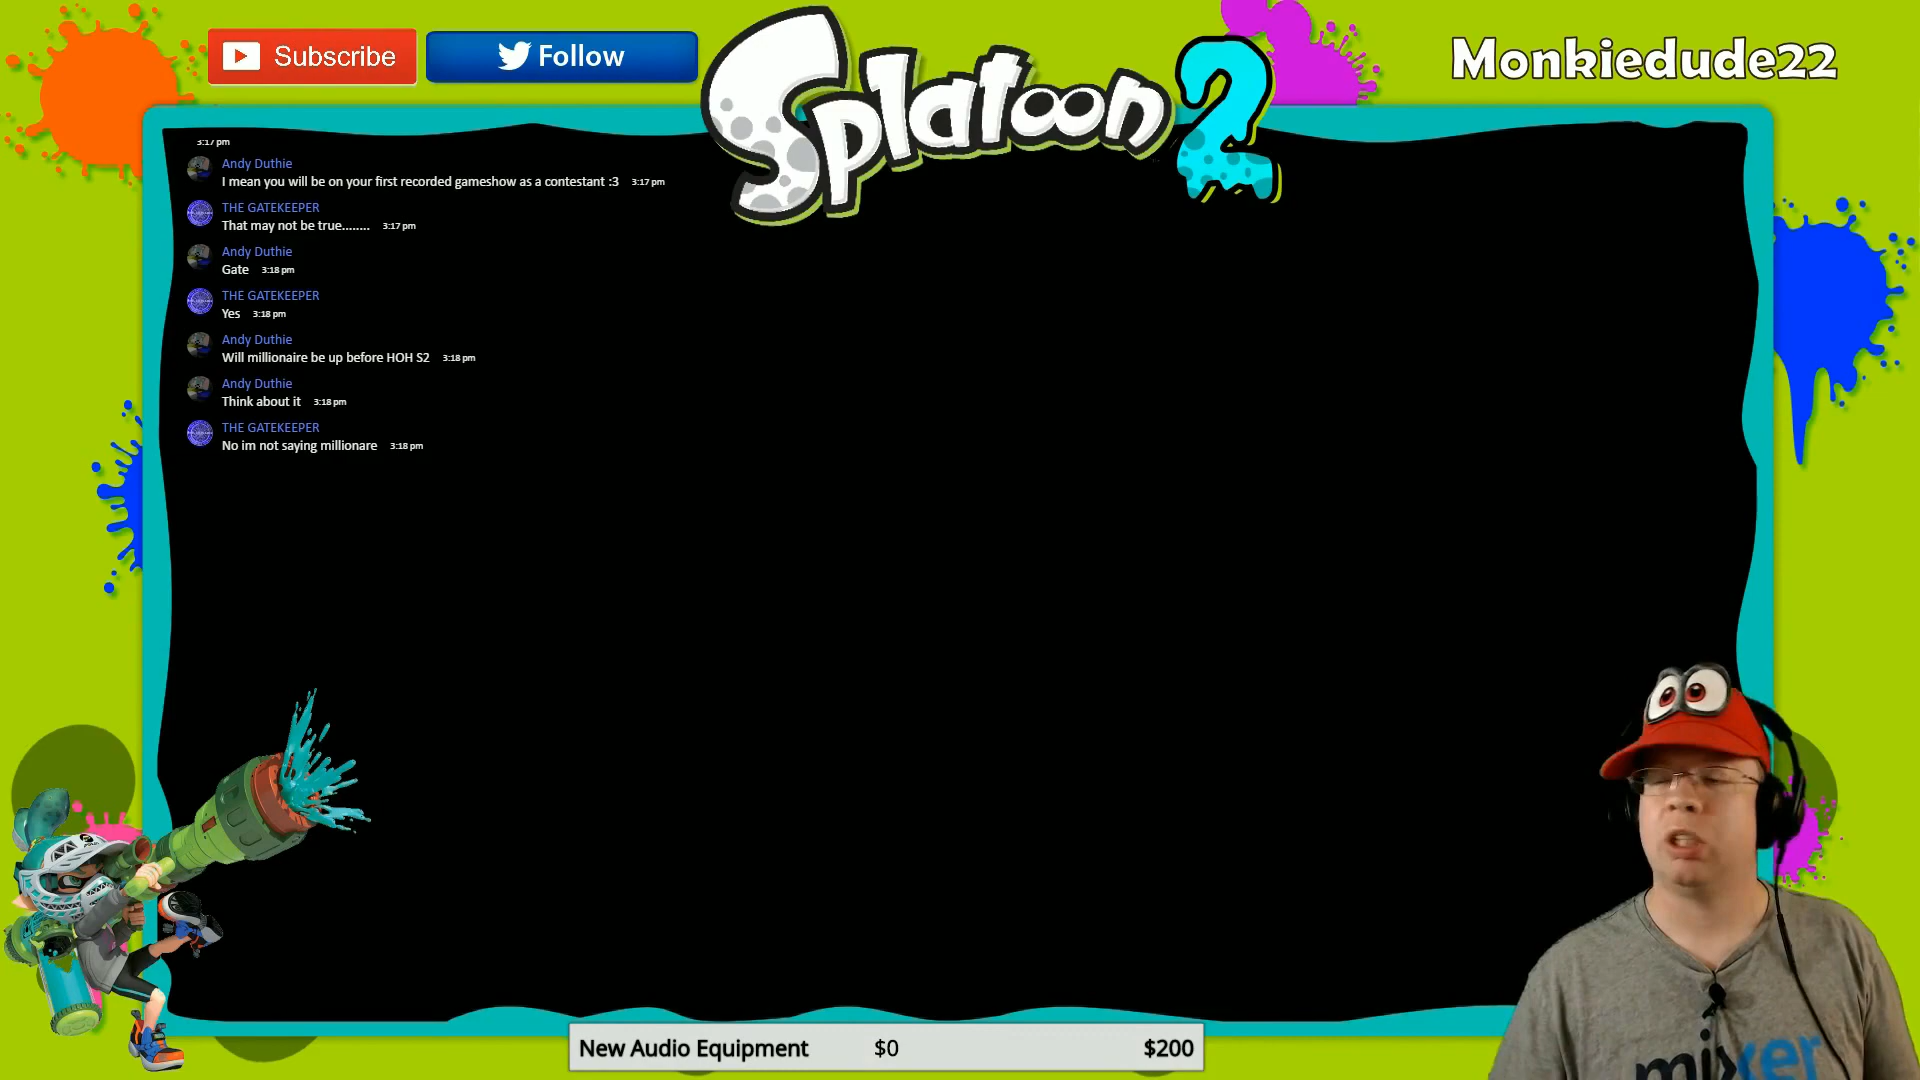 Subscribe
Follow
Splatoon 2
Monkiedude22
3:17 pm
Andy Duthie
I mean you will be on your first recorded gameshow as a contestant :3 3:17 pm
THE GATEKEEPER
That may not be true........ 3:17 pm
Andy Duthie
Gate 3:18 pm
THE GATEKEEPER
Yes 3:18 pm
Andy Duthie
Will millionaire be up before HOH S2 3:18 pm
Andy Duthie
Think about it 3:18 pm
THE GATEKEEPER
No im not saying millionare 3:18 pm
mixer
New Audio Equipment $0 $200